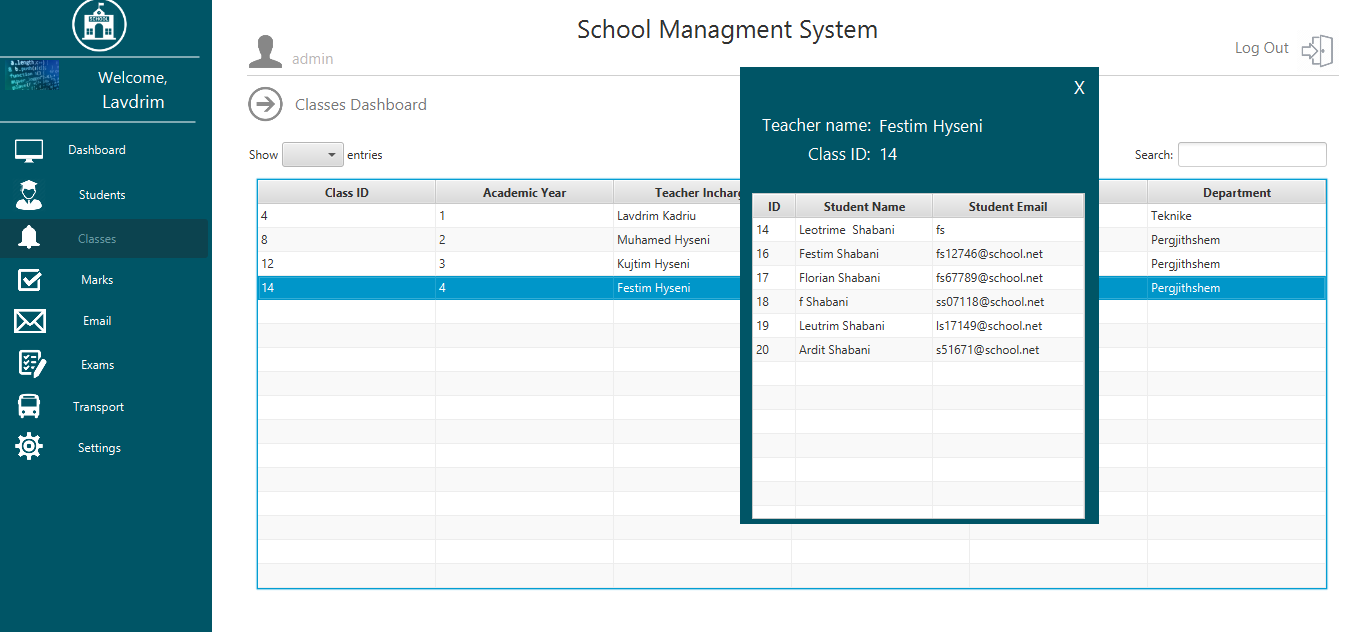 SCHOOL
School Managment System
Log Out
admin
Welcome,
Lavdrim
Classes Dashboard
Dashboard
Students
Classes
Marks
Email
Exams
Transport
Settings
Show entries
Search:
Class ID Academic Year Teacher Incharg Department
4 1 Lavdrim Kadriu Teknike
8 2 Muhamed Hyseni Pergjithshem
12 3 Kujtim Hyseni Pergjithshem
14 4 Festim Hyseni Pergjithshem
X
Teacher name: Festim Hyseni
Class ID: 14
ID Student Name Student Email
14 Leotrime Shabani fs
16 Festim Shabani fs12746@school.net
17 Florian Shabani fs67789@school.net
18 f Shabani ss07118@school.net
19 Leutrim Shabani ls17149@school.net
20 Ardit Shabani s51671@school.net